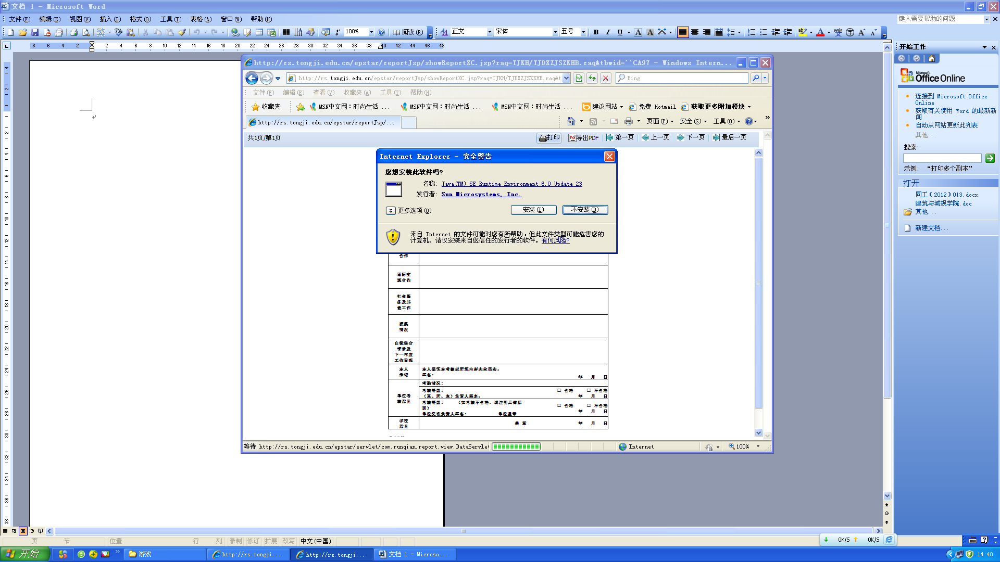 文档 1 - Microsoft Word
文件(F) 编辑(E) 视图(V) 插入(I) 格式(O) 工具(T) 表格(A) 窗口(W) 帮助(H)
键入需要帮助的问题
100% 阅读(R) 正文 宋体 五号
8 6 4 2 2 4 6 8 10 12 14 16 18 20 22 24 26 28 30 32 34 36 38 40 42 44 46 48
http://rs.tongji.edu.cn/epstar/reportJsp/showReportXC.jsp?raq=TJKH/TJDXZJSZKHB.raq&tbwid=''CA97 - Windows Intern...
http://rs.tongji.edu.cn/epstar/reportJsp/showReportXC.jsp?raq=TJKH/TJDXZJSZKHB.raq&t
Bing
文件(F) 编辑(E) 查看(V) 收藏夹(A) 工具(T) 帮助(H)
收藏夹 MSN中文网：时尚生活 ... MSN中文网：时尚生活 ... MSN中文网：时尚生活 ... 建议网站 免费 Hotmail 获取更多附加模块
http://rs.tongji.edu.cn/epstar/reportJsp/...
页面(P) 安全(S) 工具(O)
共1页/第1页
打印 导出PDF 第一页 上一页 下一页 最后一页
Internet Explorer - 安全警告
您想安装此软件吗?
名称: Java(TM) SE Runtime Environment 6.0 Update 23
发行者: Sun Microsystems, Inc.
更多选项(O)
安装(I) 不安装(D)
来自 Internet 的文件可能对您有所帮助，但此文件类型可能危害您的
计算机。请仅安装来自您信任的发行者的软件。有何风险?
合作
社会服
务及其
他工作
获奖
情况
自我综合
评价及
下一年度
工作设想
本人
承诺
本人保证本考核表所填内容完全属实。
签名:
年 月 日
单位考
核意见
考勤情况:
考核等级:
□ 合格 □ 不合格
(系、所、室)负责人签名:
年 月 日
考核等级: (如考核不合格，请注明具体原
因)
□ 合格 □ 不合格
单位党政负责人签名: 单位盖章
年 月 日
学校
意见
盖 章
年 月 日
等待 http://rs.tongji.edu.cn/epstar/servlet/com.runqian.report.view.DataServlet
Internet
100%
开始工作
Microsoft
Office Online
连接到 Microsoft Office
Online
获取有关使用 Word 的最新新
闻
自动从网站更新此列表
其他...
搜索:
示例: “打印多个副本”
打开
同工（2012）013.docx
建筑与城规学院.doc
其他...
新建文档...
页 节 位置 行 列 录制 修订 扩展 改写 中文(中国)
0K/S 0K/S
开始
游戏
http://rs.tongji...
http://rs.tongji...
文档 1 - Microso...
14:40